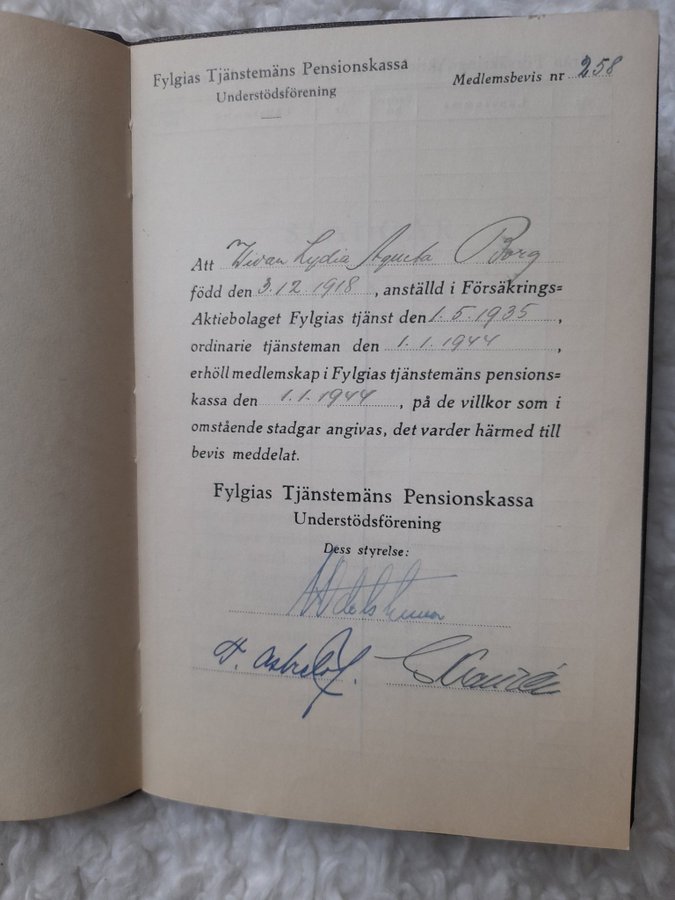 Fylgias Tjänstemäns Pensionskassa
Understödsförening
Medlemsbevis nr 258
Att Vivan Lydia Agneta Borg
född den 3.12.1918, anställd i Försäkrings=
Aktiebolaget Fylgias tjänst den 1.5.1935,
ordinarie tjänsteman den 1.1.1944,
erhöll medlemskap i Fylgias tjänstemäns pensions-
kassa den 1.1.1944, på de villkor som i
omstående stadgar angivas, det varder härmed till
bevis meddelat.
Fylgias Tjänstemäns Pensionskassa
Understödsförening
Dess styrelse: